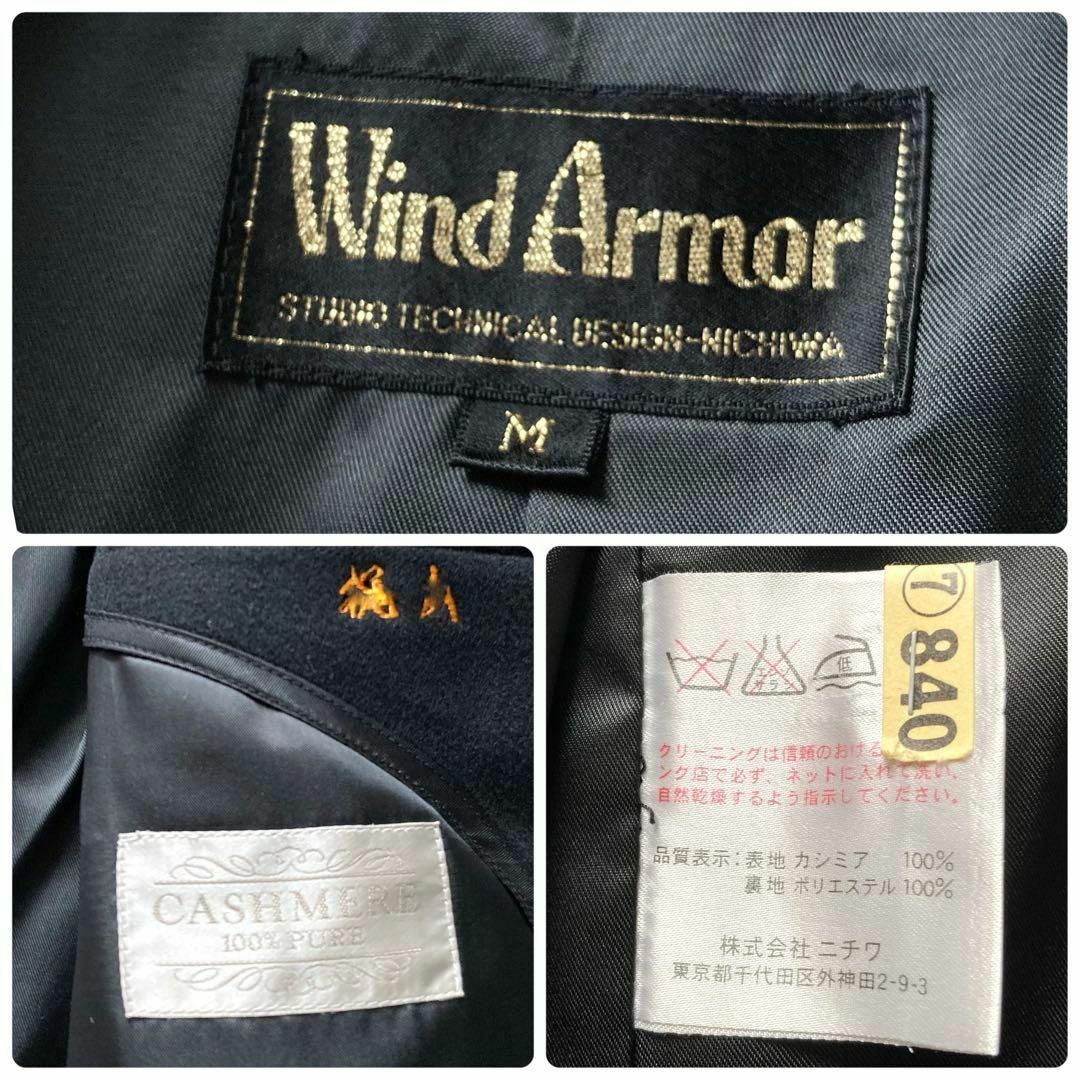 Wind Armor
STUDIO TECHNICAL DESIGN-NICHIWA
M
CASHMERE
100% PURE
⑦840
低
クリーニングは信頼のおける
ング店で必ず、ネットに入れて洗い、
自然乾燥するよう指示してください。
品質表示：表地 カシミア 100%
裏地 ポリエステル 100%
株式会社 ニチワ
東京都千代田区外神田2-9-3